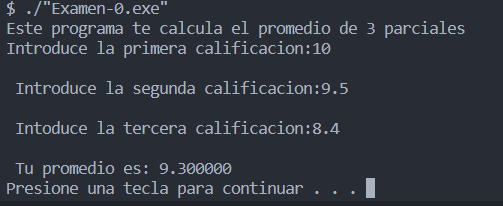 $ ./"Examen-0.exe"
Este programa te calcula el promedio de 3 parciales
Introduce la primera calificacion:10
Introduce la segunda calificacion:9.5
Intoduce la tercera calificacion:8.4
Tu promedio es: 9.300000
Presione una tecla para continuar . . .